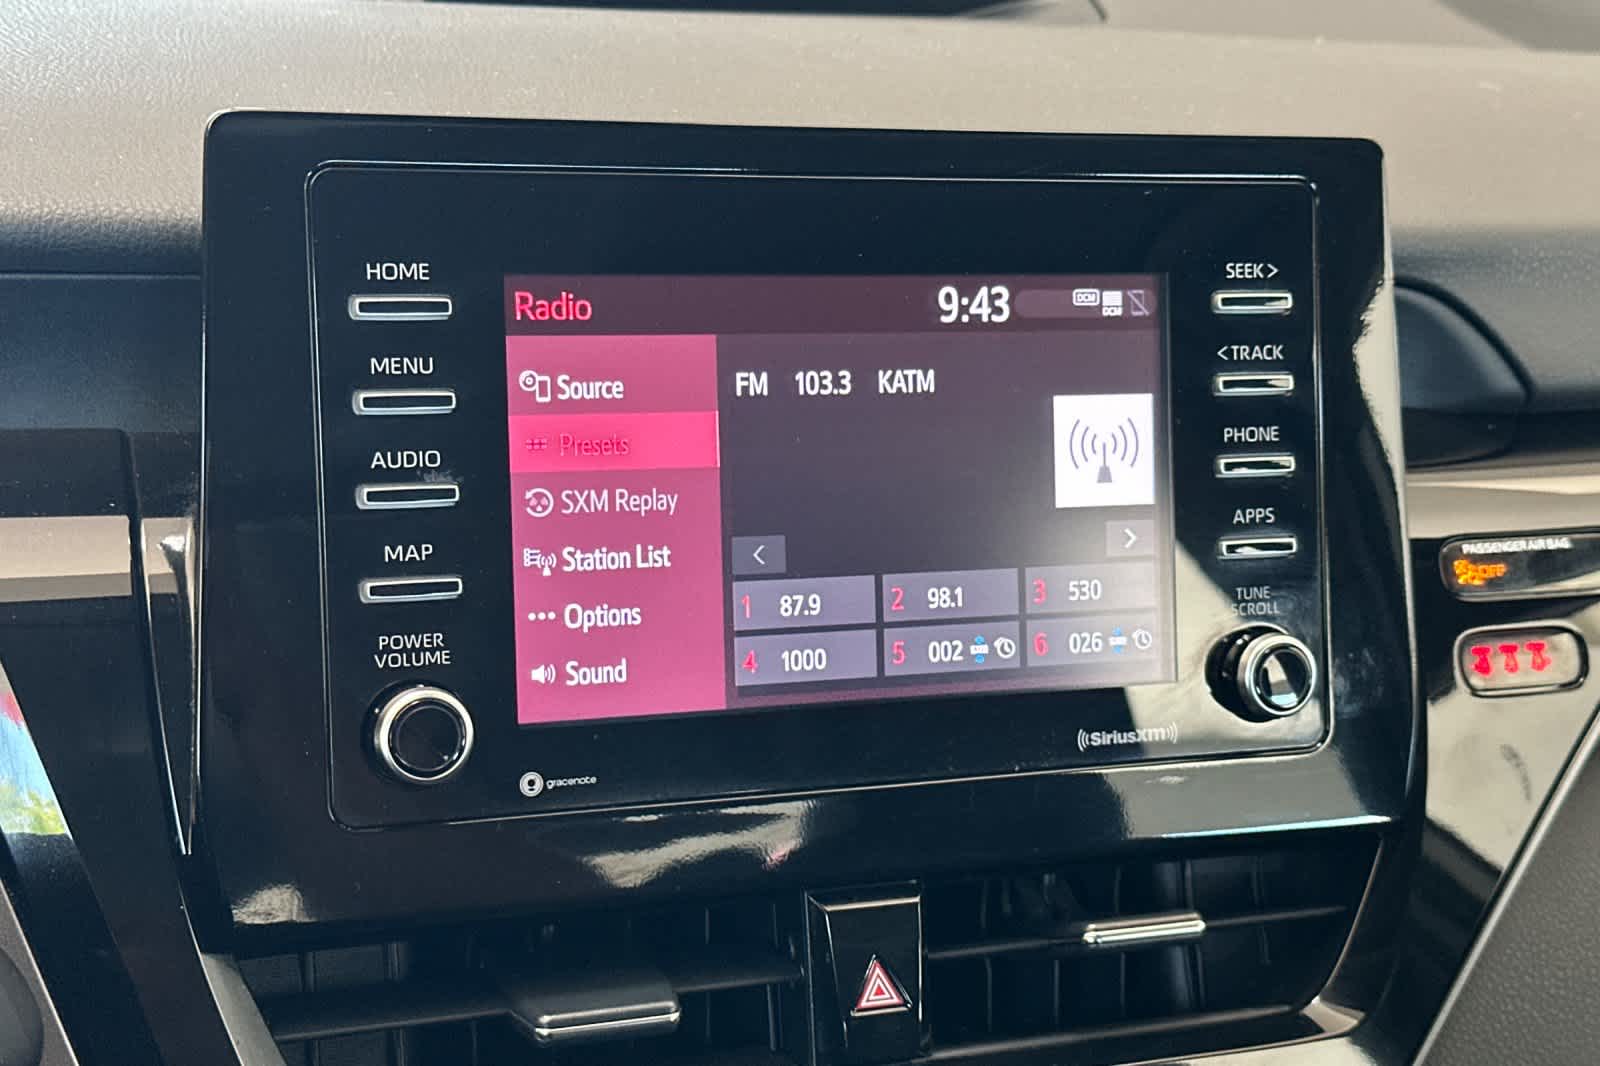 HOME
MENU
AUDIO
MAP
POWER
VOLUME
Radio
9:43
DCM
DCM
Source
Presets
SXM Replay
Station List
Options
Sound
FM 103.3 KATM
<
>
1 87.9
2 98.1
3 530
4 1000
5 002
6 026
gracenote
((SiriusXM))
SEEK >
< TRACK
PHONE
APPS
TUNE
SCROLL
PASSENGER AIR BAG
OFF